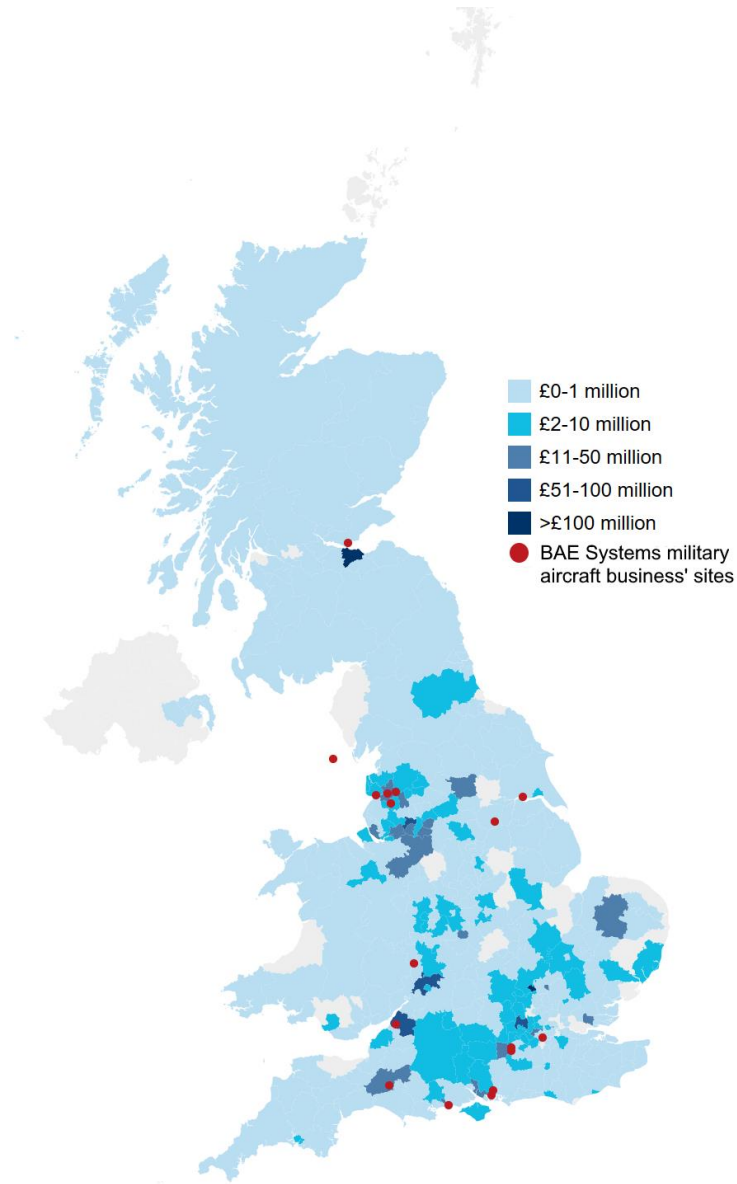 £0-1 million
£2-10 million
£11-50 million
£51-100 million
>£100 million
BAE Systems military
aircraft business' sites